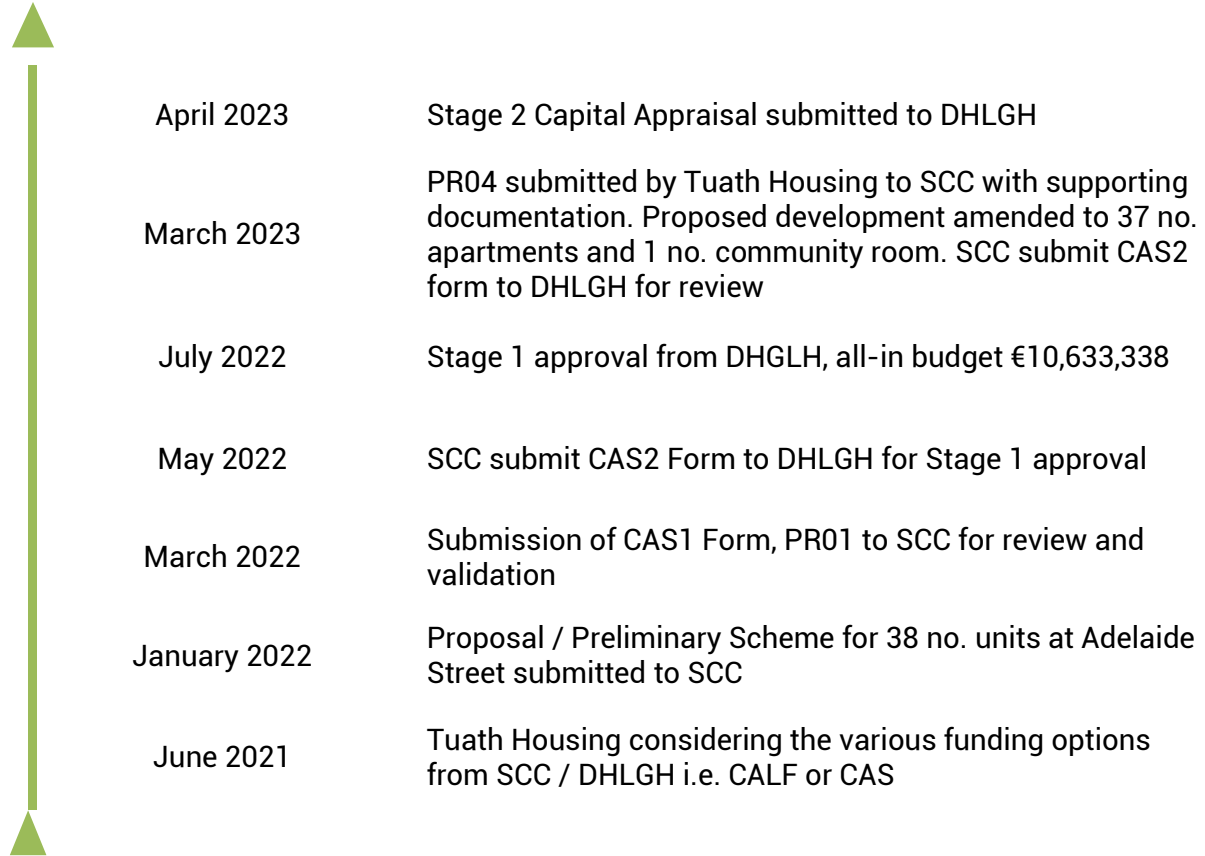 April 2023
Stage 2 Capital Appraisal submitted to DHLGH
March 2023
PR04 submitted by Tuath Housing to SCC with supporting
documentation. Proposed development amended to 37 no.
apartments and 1 no. community room. SCC submit CAS2
form to DHLGH for review
July 2022
Stage 1 approval from DHGLH, all-in budget €10,633,338
May 2022
SCC submit CAS2 Form to DHLGH for Stage 1 approval
March 2022
Submission of CAS1 Form, PR01 to SCC for review and
validation
January 2022
Proposal / Preliminary Scheme for 38 no. units at Adelaide
Street submitted to SCC
June 2021
Tuath Housing considering the various funding options
from SCC / DHLGH i.e. CALF or CAS